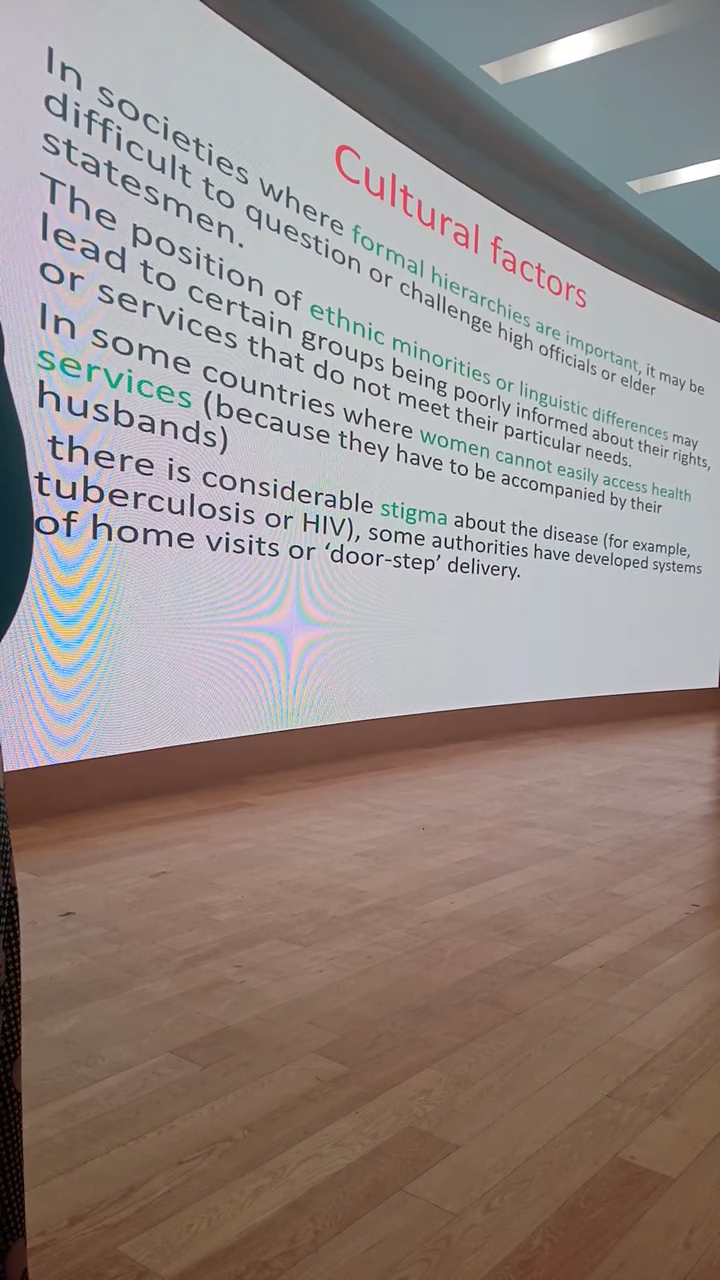 Cultural factors
In societies where formal hierarchies are important, it may be
difficult to question or challenge high officials or elder
statesmen.
The position of ethnic minorities or linguistic differences may
lead to certain groups being poorly informed about their rights,
or services that do not meet their particular needs.
In some countries where women cannot easily access health
services (because they have to be accompanied by their
husbands)
there is considerable stigma about the disease (for example,
tuberculosis or HIV), some authorities have developed systems
of home visits or ‘door-step’ delivery.